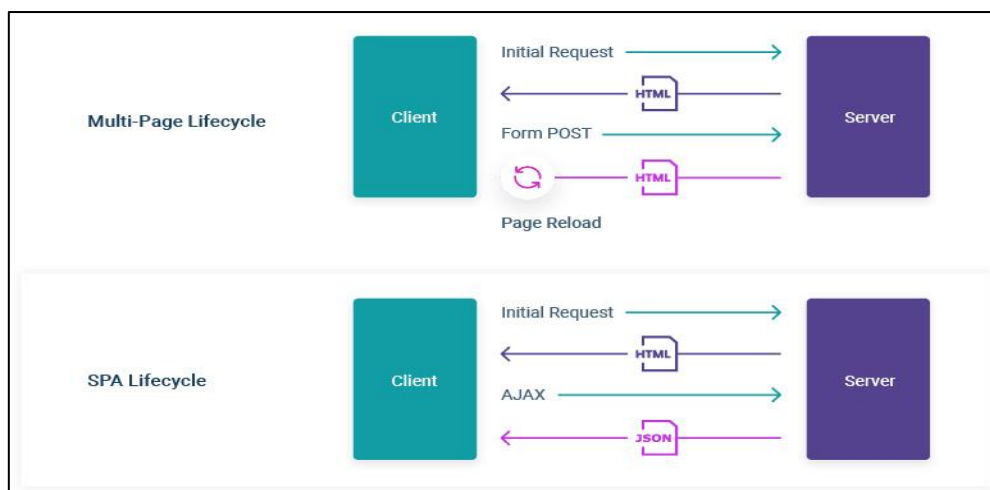 Initial Request
HTML
Multi-Page Lifecycle
Client
Server
Form POST
HTML
Page Reload
Initial Request
HTML
SPA Lifecycle
Client
Server
AJAX
JSON